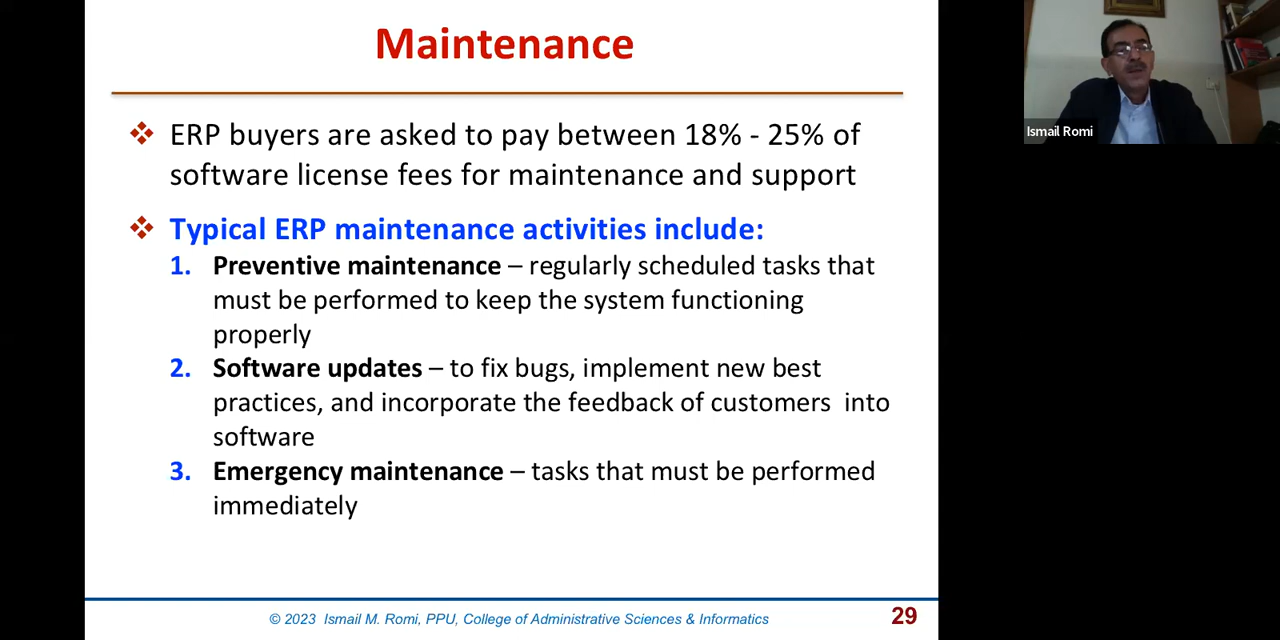 Maintenance
ERP buyers are asked to pay between 18% - 25% of
software license fees for maintenance and support
Typical ERP maintenance activities include:
1. Preventive maintenance – regularly scheduled tasks that
must be performed to keep the system functioning
properly
2. Software updates – to fix bugs, implement new best
practices, and incorporate the feedback of customers into
software
3. Emergency maintenance – tasks that must be performed
immediately
© 2023 Ismail M. Romi, PPU, College of Administrative Sciences & Informatics
29
Ismail Romi